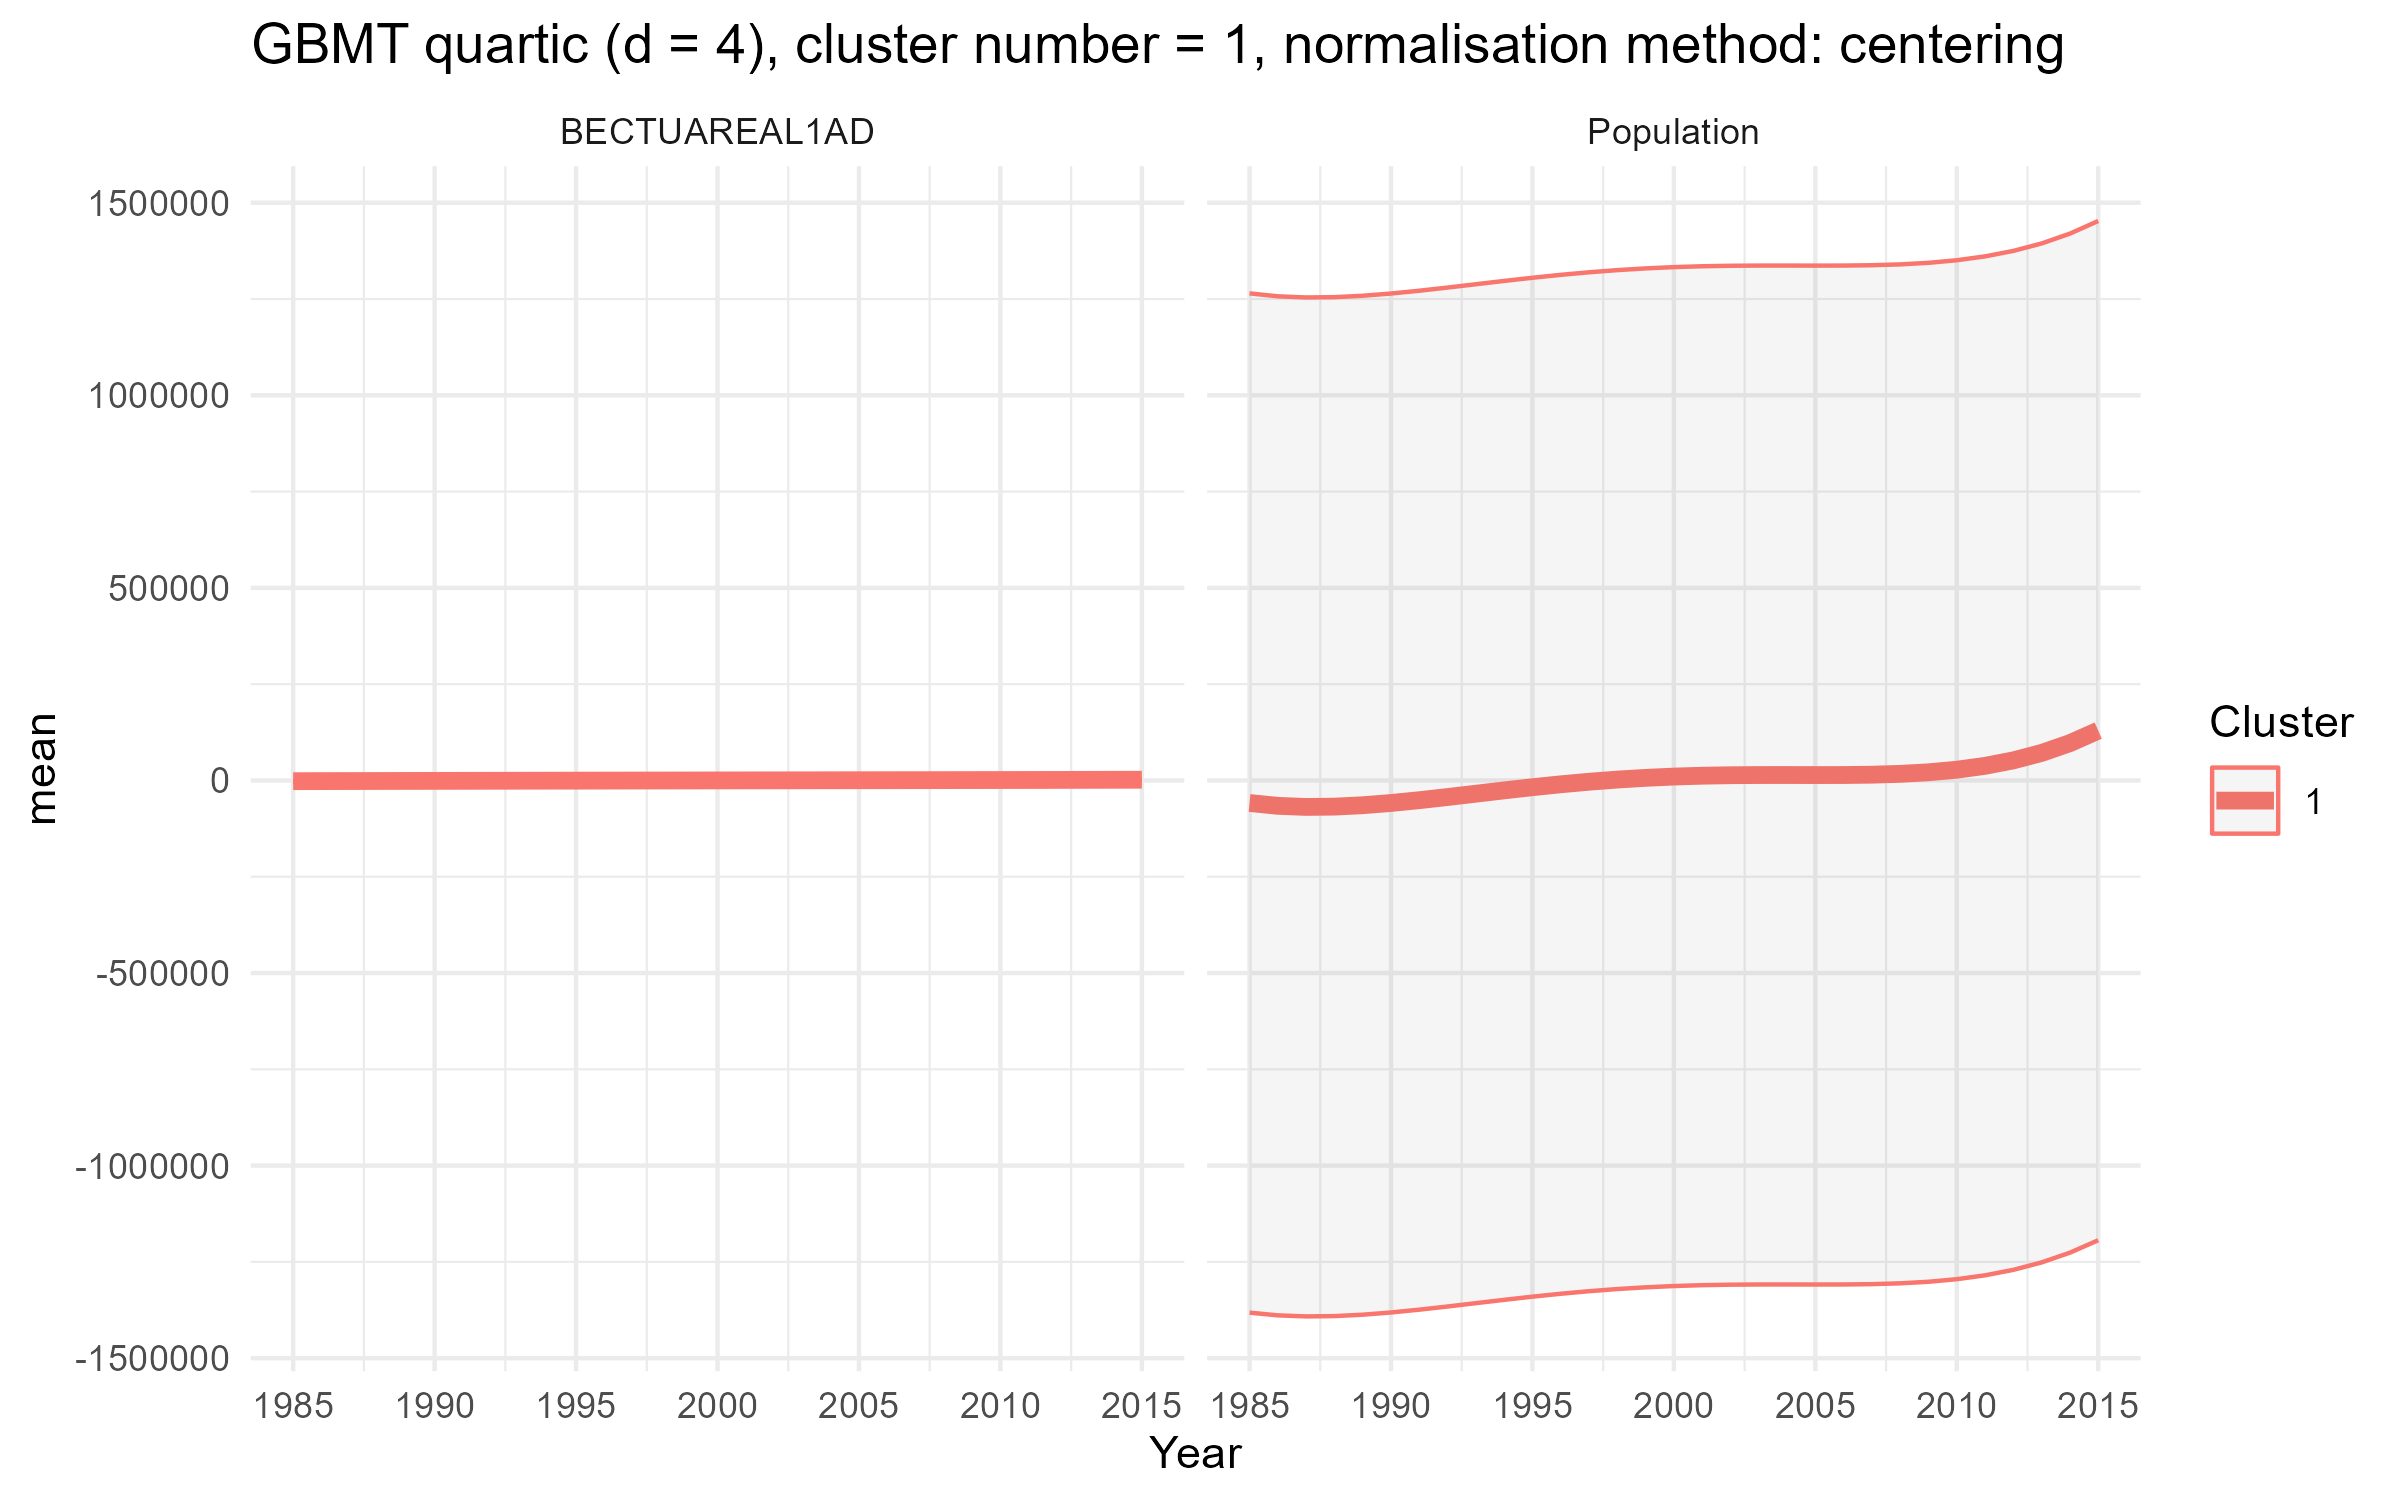 GBMT quartic (d = 4), cluster number = 1, normalisation method: centering
BECTUAREAL1AD
Population
1500000
1000000
500000
0
-500000
-1000000
-1500000
mean
1985 1990 1995 2000 2005 2010 2015
1985 1990 1995 2000 2005 2010 2015
Year
Cluster
1